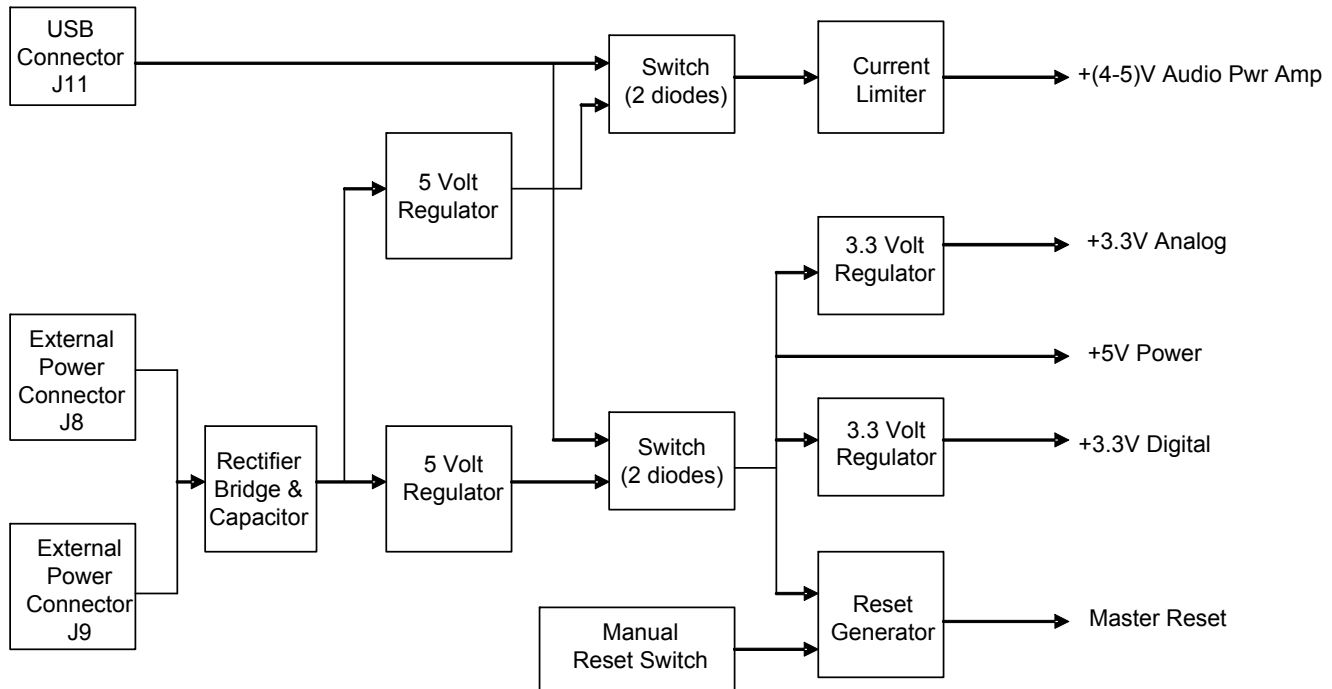 USB
Connector
J11
Switch
(2 diodes)
Current
Limiter
+(4-5)V Audio Pwr Amp
5 Volt
Regulator
3.3 Volt
Regulator
+3.3V Analog
External
Power
Connector
J8
+5V Power
Rectifier
Bridge &
Capacitor
5 Volt
Regulator
Switch
(2 diodes)
3.3 Volt
Regulator
+3.3V Digital
External
Power
Connector
J9
Manual
Reset Switch
Reset
Generator
Master Reset